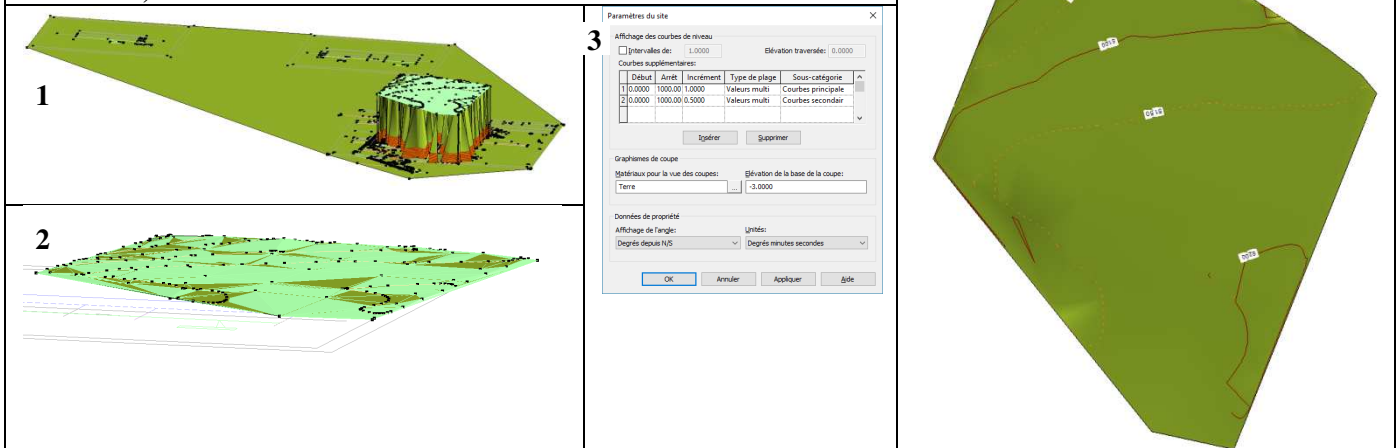 1
2
3
Paramètres du site
Affichage des courbes de niveau
Intervalles de: 1.0000 Élévation traversée: 0.0000
Courbes supplémentaires:
Début Arrêt Incrément Type de plage Sous-catégorie
1 0.0000 1000.00 1.0000 Valeurs multi Courbes principale
2 0.0000 1000.00 0.5000 Valeurs multi Courbes secondair
Insérer Supprimer
Graphismes de coupe
Matériaux pour la vue des coupes: Élévation de la base de la coupe:
Terre ... -3.0000
Données de propriété
Affichage de l'angle: Unités:
Degrés depuis N/S Degrés minutes secondes
OK Annuler Appliquer Aide